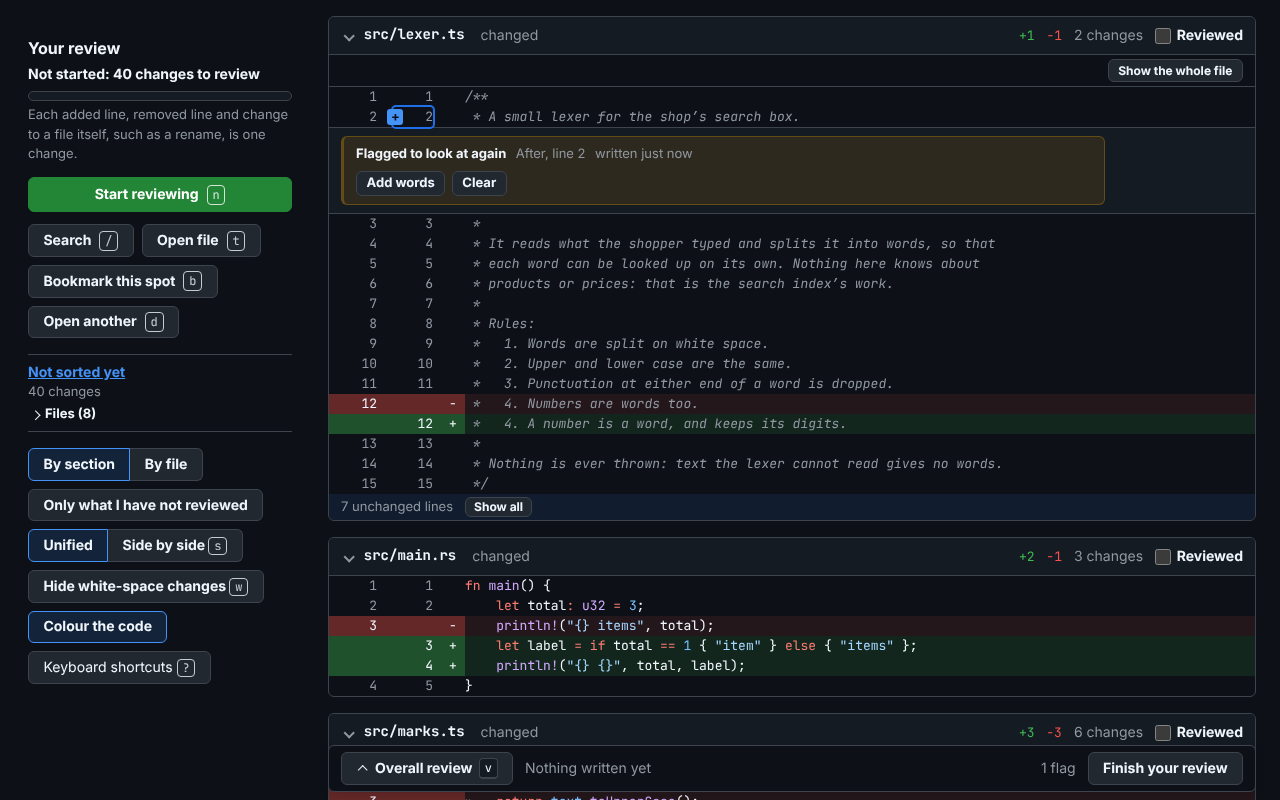 Your review
Not started: 40 changes to review
Each added line, removed line and change
to a file itself, such as a rename, is one
change.
Start reviewing n
Search / Open file t
Bookmark this spot b
Open another d
Not sorted yet
40 changes
Files (8)
By section By file
Only what I have not reviewed
Unified Side by side s
Hide white-space changes w
Colour the code
Keyboard shortcuts ?
src/lexer.ts changed +1 -1 2 changes Reviewed
Show the whole file
1 1 /**
2 + 2 * A small lexer for the shop’s search box.
Flagged to look at again After, line 2 written just now
Add words Clear
3 3 *
4 4 * It reads what the shopper typed and splits it into words, so that
5 5 * each word can be looked up on its own. Nothing here knows about
6 6 * products or prices: that is the search index’s work.
7 7 *
8 8 * Rules:
9 9 *   1. Words are split on white space.
10 10 *   2. Upper and lower case are the same.
11 11 *   3. Punctuation at either end of a word is dropped.
12 - *   4. Numbers are words too.
12 + *   4. A number is a word, and keeps its digits.
13 13 *
14 14 * Nothing is ever thrown: text the lexer cannot read gives no words.
15 15 */
7 unchanged lines Show all
src/main.rs changed +2 -1 3 changes Reviewed
1 1 fn main() {
2 2     let total: u32 = 3;
3 -     println!("{} items", total);
3 +     let label = if total == 1 { "item" } else { "items" };
4 +     println!("{} {}", total, label);
4 5 }
src/marks.ts changed +3 -3 6 changes Reviewed
Overall review v Nothing written yet 1 flag Finish your review